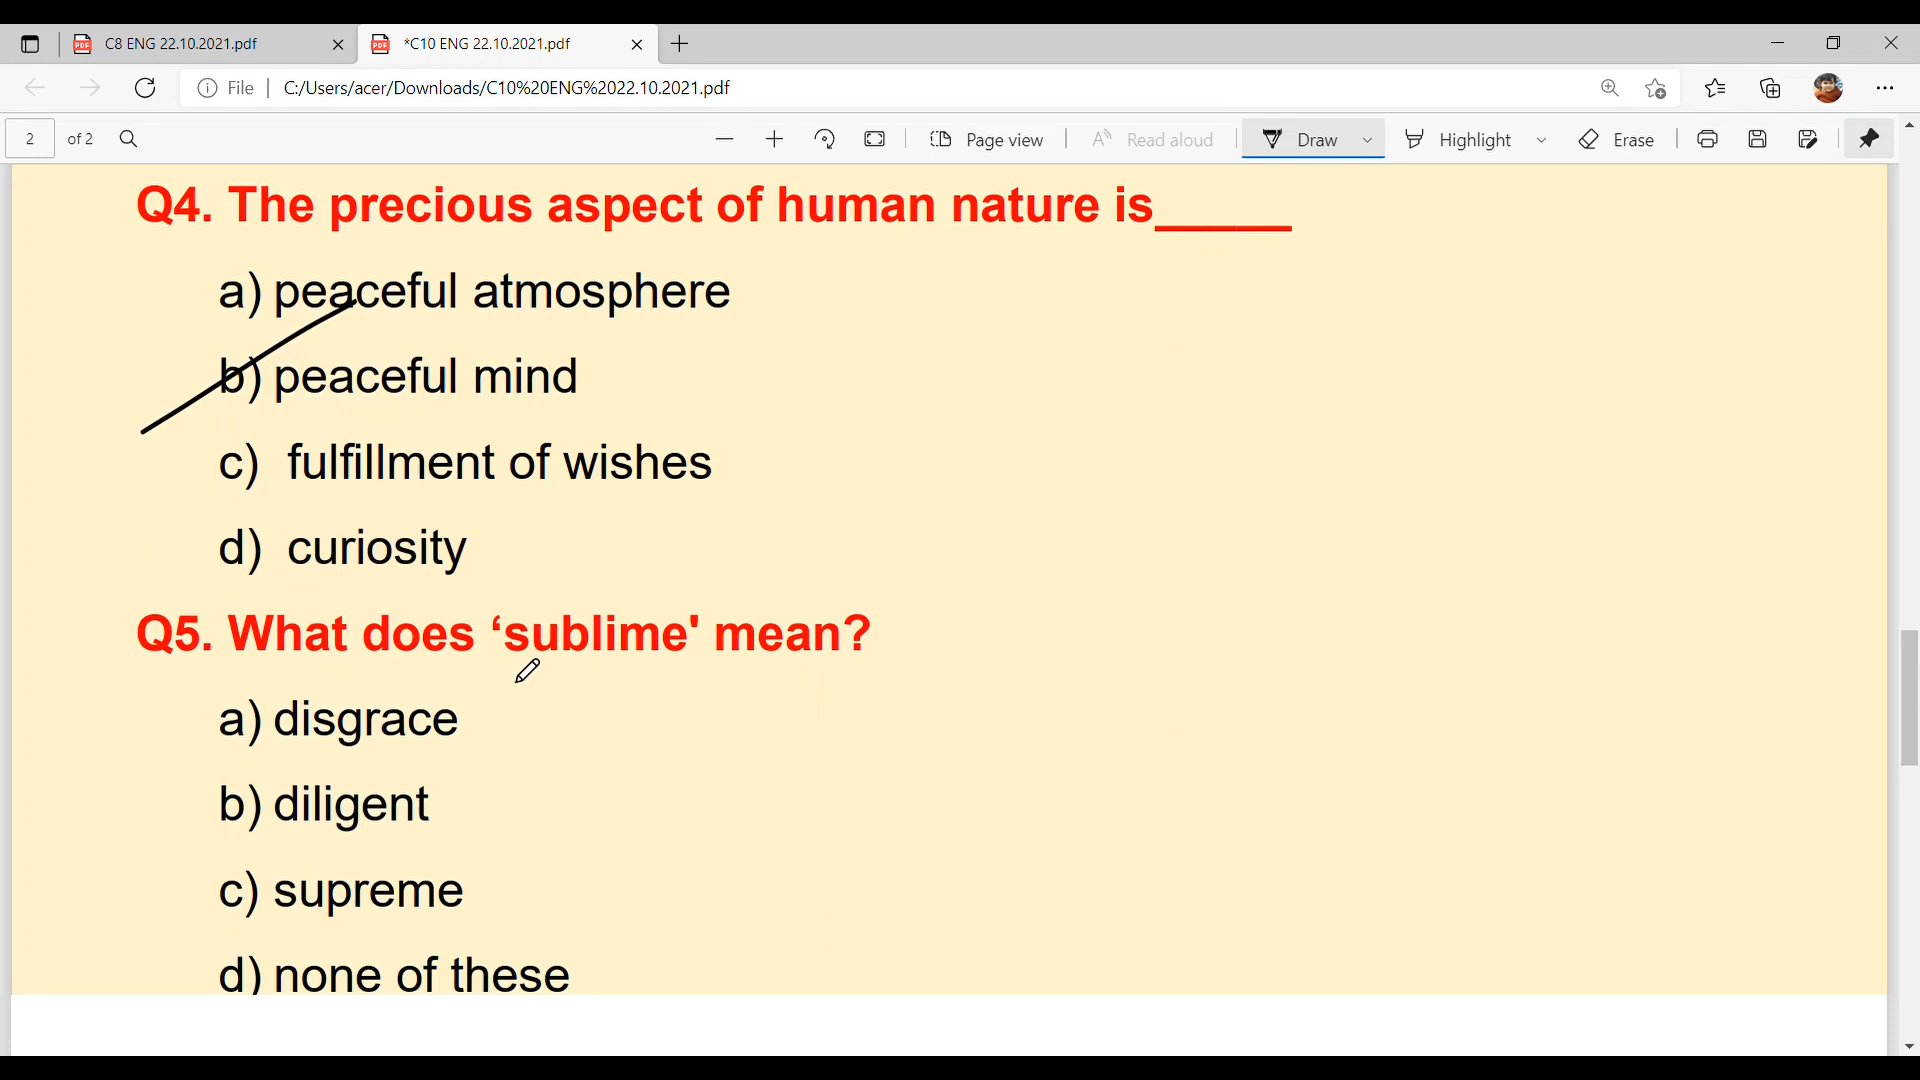 C8 ENG 22.10.2021.pdf
*C10 ENG 22.10.2021.pdf
File
C:/Users/acer/Downloads/C10%20ENG%2022.10.2021.pdf
2 of 2
Page view
Read aloud
Draw
Highlight
Erase
Q4. The precious aspect of human nature is_____
a) peaceful atmosphere
b) peaceful mind
c) fulfillment of wishes
d) curiosity
Q5. What does ‘sublime' mean?
a) disgrace
b) diligent
c) supreme
d) none of these